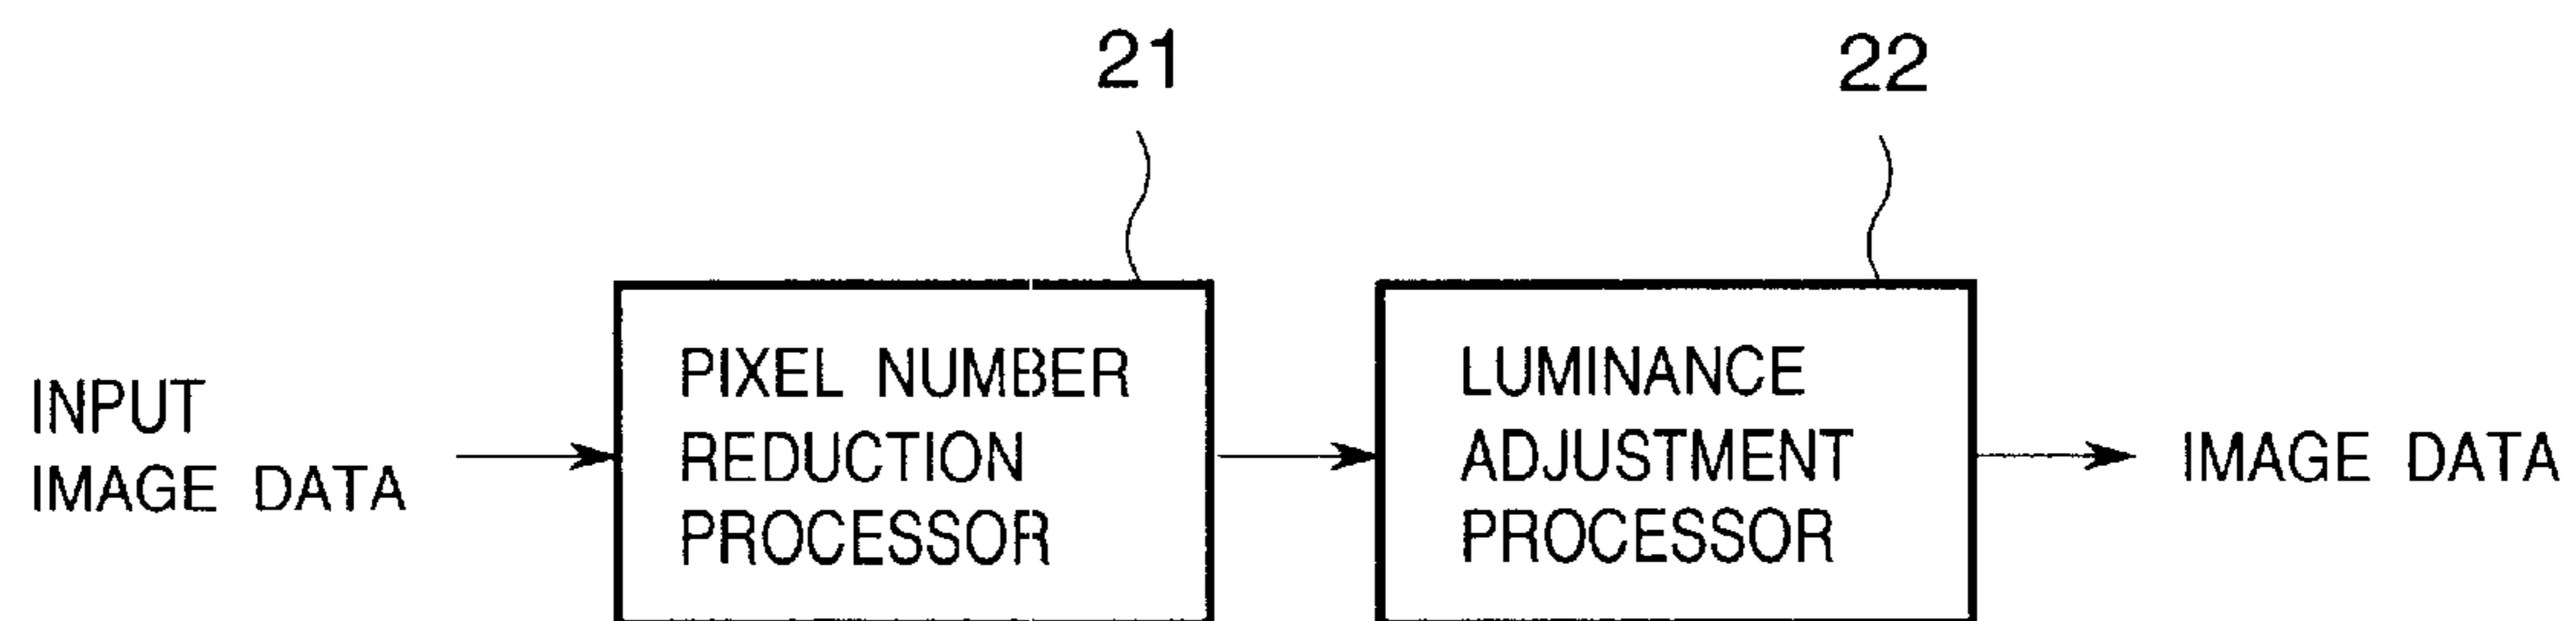 21
22
INPUT
IMAGE DATA
PIXEL NUMBER
REDUCTION
PROCESSOR
LUMINANCE
ADJUSTMENT
PROCESSOR
IMAGE DATA